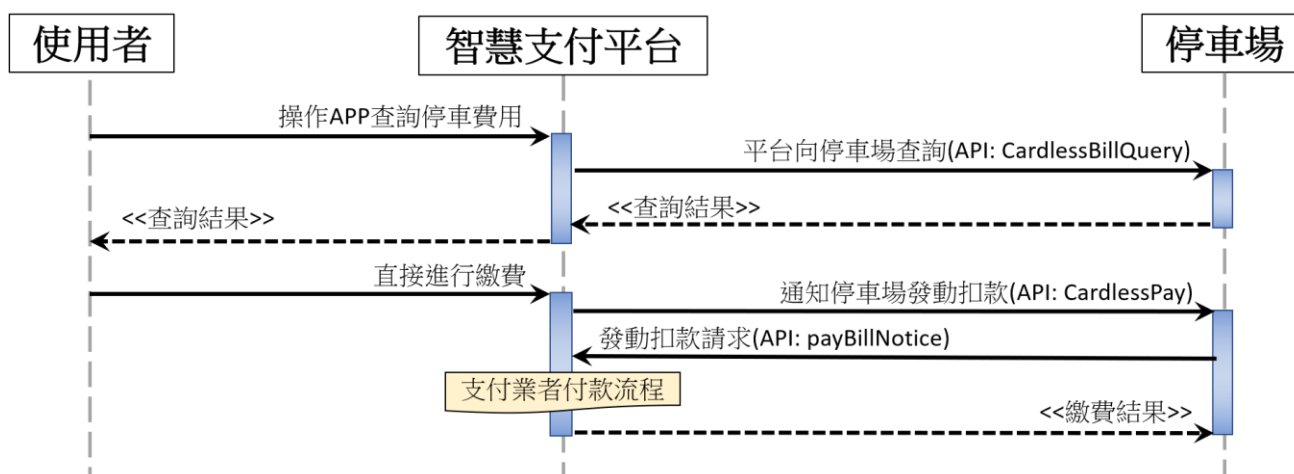 使用者
智慧支付平台
停車場
操作APP查詢停車費用
平台向停車場查詢(API: CardlessBillQuery)
<<查詢結果>>
<<查詢結果>>
直接進行繳費
通知停車場發動扣款(API: CardlessPay)
發動扣款請求(API: payBillNotice)
支付業者付款流程
<<繳費結果>>